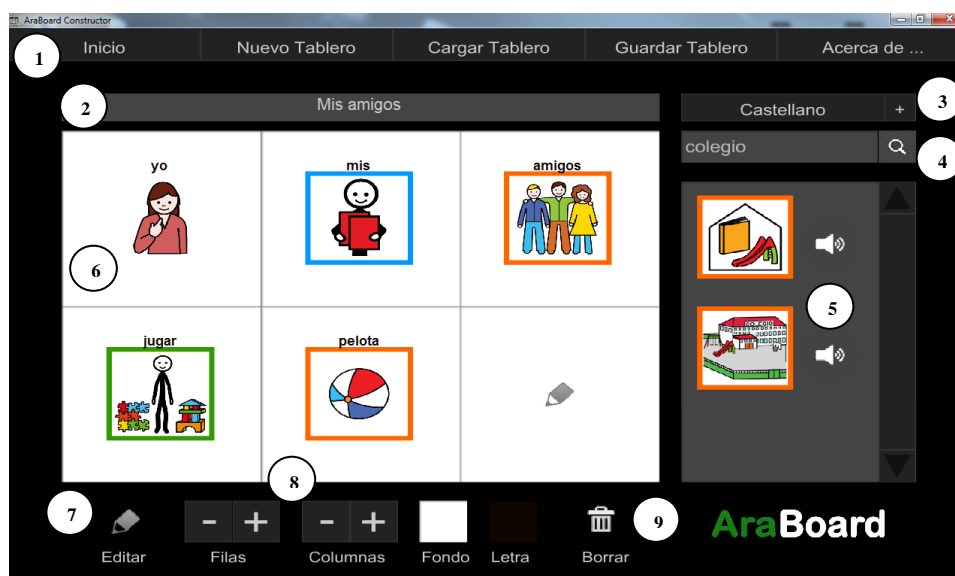 AraBoard Constructor
1 Inicio Nuevo Tablero Cargar Tablero Guardar Tablero Acerca de ...
2 Mis amigos
Castellano + 3
colegio 4
yo mis amigos
6
COLEGIO
5
jugar pelota
8
7 - + - + 9
AraBoard
Editar Filas Columnas Fondo Letra Borrar